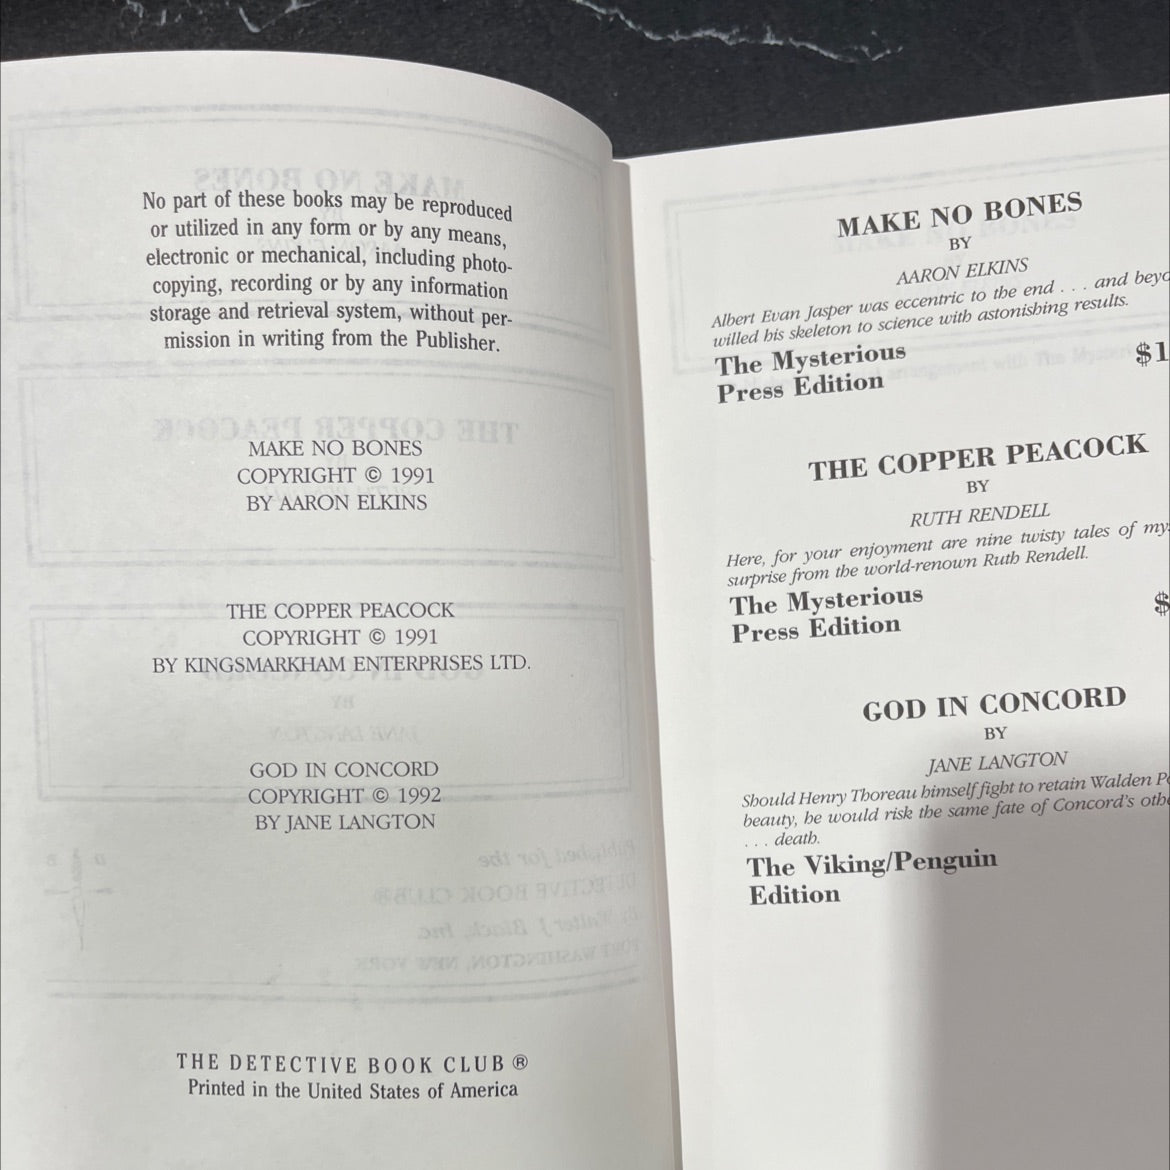 No part of these books may be reproduced
or utilized in any form or by any means,
electronic or mechanical, including photo-
copying, recording or by any information
storage and retrieval system, without per-
mission in writing from the Publisher.
MAKE NO BONES
COPYRIGHT © 1991
BY AARON ELKINS
THE COPPER PEACOCK
COPYRIGHT © 1991
BY KINGSMARKHAM ENTERPRISES LTD.
GOD IN CONCORD
COPYRIGHT © 1992
BY JANE LANGTON
THE DETECTIVE BOOK CLUB ®
Printed in the United States of America
MAKE NO BONES
BY
AARON ELKINS
Albert Evan Jasper was eccentric to the end . . . and
willed his skeleton to science with astonishing results.
The Mysterious
Press Edition
$1
THE COPPER PEACOCK
BY
RUTH RENDELL
Here, for your enjoyment are nine twisty tales of
surprise from the world-renown Ruth Rendell.
The Mysterious
Press Edition
$
GOD IN CONCORD
BY
JANE LANGTON
Should Henry Thoreau himself fight to retain Walden
beauty, he would risk the same fate of Concord's
. . . death.
The Viking/Penguin
Edition